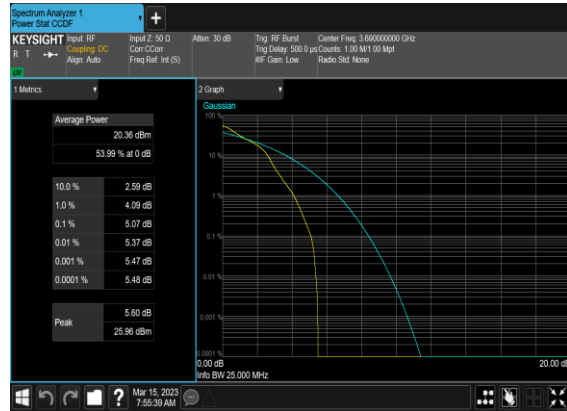 Spectrum Analyzer 1
Power Stat CCDF
KEYSIGHT
R T
LXI
Input: RF
Coupling: DC
Align: Auto
Input Z: 50 Ω
Corr CCorr
Freq Ref: Int (S)
Atten: 30 dB
Trig: RF Burst
Trig Delay: 500.0 µs
#IF Gain: Low
Center Freq: 3.690000000 GHz
Counts: 1.00 M/1.00 Mpt
Radio Std: None
1 Metrics
Average Power
20.36 dBm
53.99 % at 0 dB
10.0 % 2.59 dB
1.0 % 4.09 dB
0.1 % 5.07 dB
0.01 % 5.37 dB
0.001 % 5.47 dB
0.0001 % 5.48 dB
Peak
5.60 dB
25.96 dBm
2 Graph
Gaussian
100 %
10 %
1 %
0.1 %
0.01 %
0.001 %
0.0001 %
0.00 dB
20.00 dB
Info BW 25.000 MHz
Mar 15, 2023
7:55:39 AM